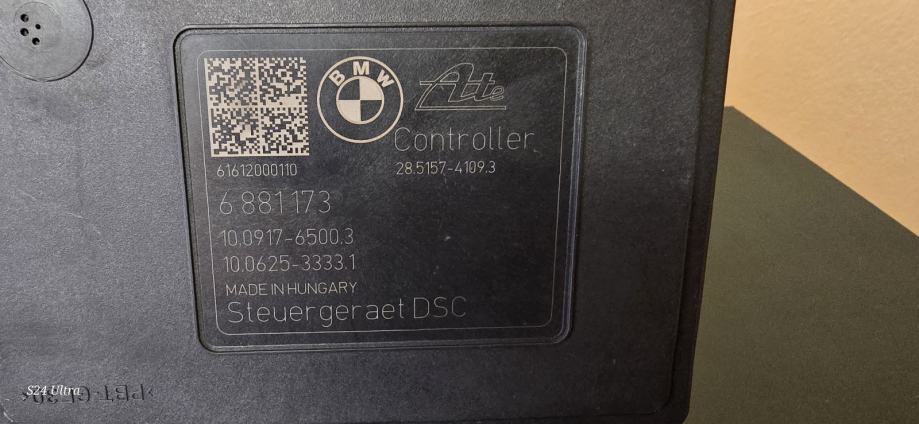 BMW
Ate
Controller
61612000110
28.5157-4109.3
6 881 173
10.0917-6500.3
10.0625-3333.1
MADE IN HUNGARY
Steuergeraet DSC
S24 Ultra